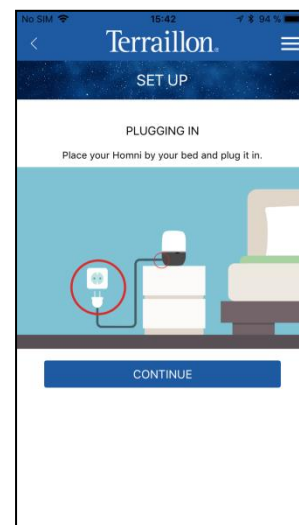 No SIM 15:42 94 %
Terraillon.
SET UP
PLUGGING IN
Place your Homni by your bed and plug it in.
CONTINUE